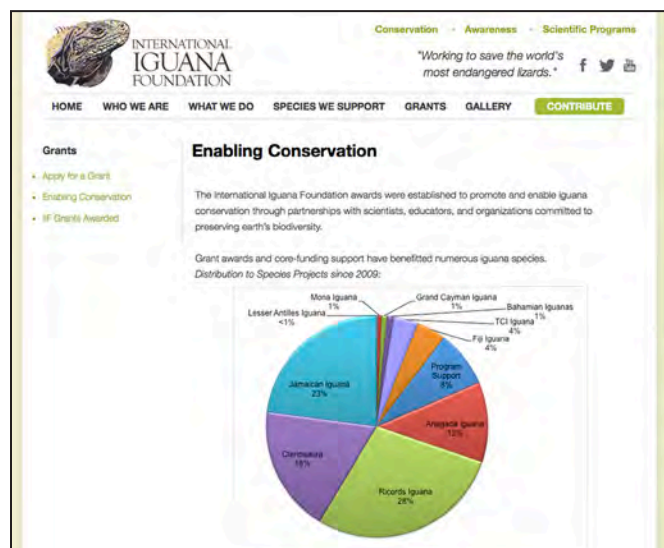 Conservation · Awareness · Scientific Programs
INTERNATIONAL
IGUANA
FOUNDATION
"Working to save the world's
most endangered lizards."
HOME WHO WE ARE WHAT WE DO SPECIES WE SUPPORT GRANTS GALLERY CONTRIBUTE
Grants
Apply for a Grant
Enabling Conservation
IIF Grants Awarded
Enabling Conservation
The International Iguana Foundation awards were established to promote and enable iguana
conservation through partnerships with scientists, educators, and organizations committed to
preserving earth's biodiversity.
Grant awards and core-funding support have benefitted numerous iguana species.
Distribution to Species Projects since 2009:
Mona Iguana
1%
Grand Cayman Iguana
1%
Lesser Antilles Iguana
<1%
Bahamian Iguanas
1%
TCI Iguana
4%
Fiji Iguana
4%
Program
Support
8%
Jamaican Iguana
23%
Anegada Iguana
Ctenosaura
Ricords Iguana
28%